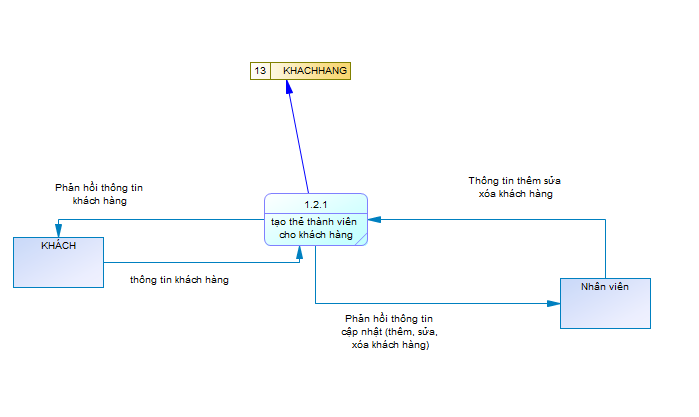 13 KHACHHANG
Phản hồi thông tin
khách hàng
Thông tin thêm sửa
xóa khách hàng
1.2.1
tạo thẻ thành viên
cho khách hàng
KHÁCH
thông tin khách hàng
Nhân viên
Phản hồi thông tin
cập nhật (thêm, sửa,
xóa khách hàng)